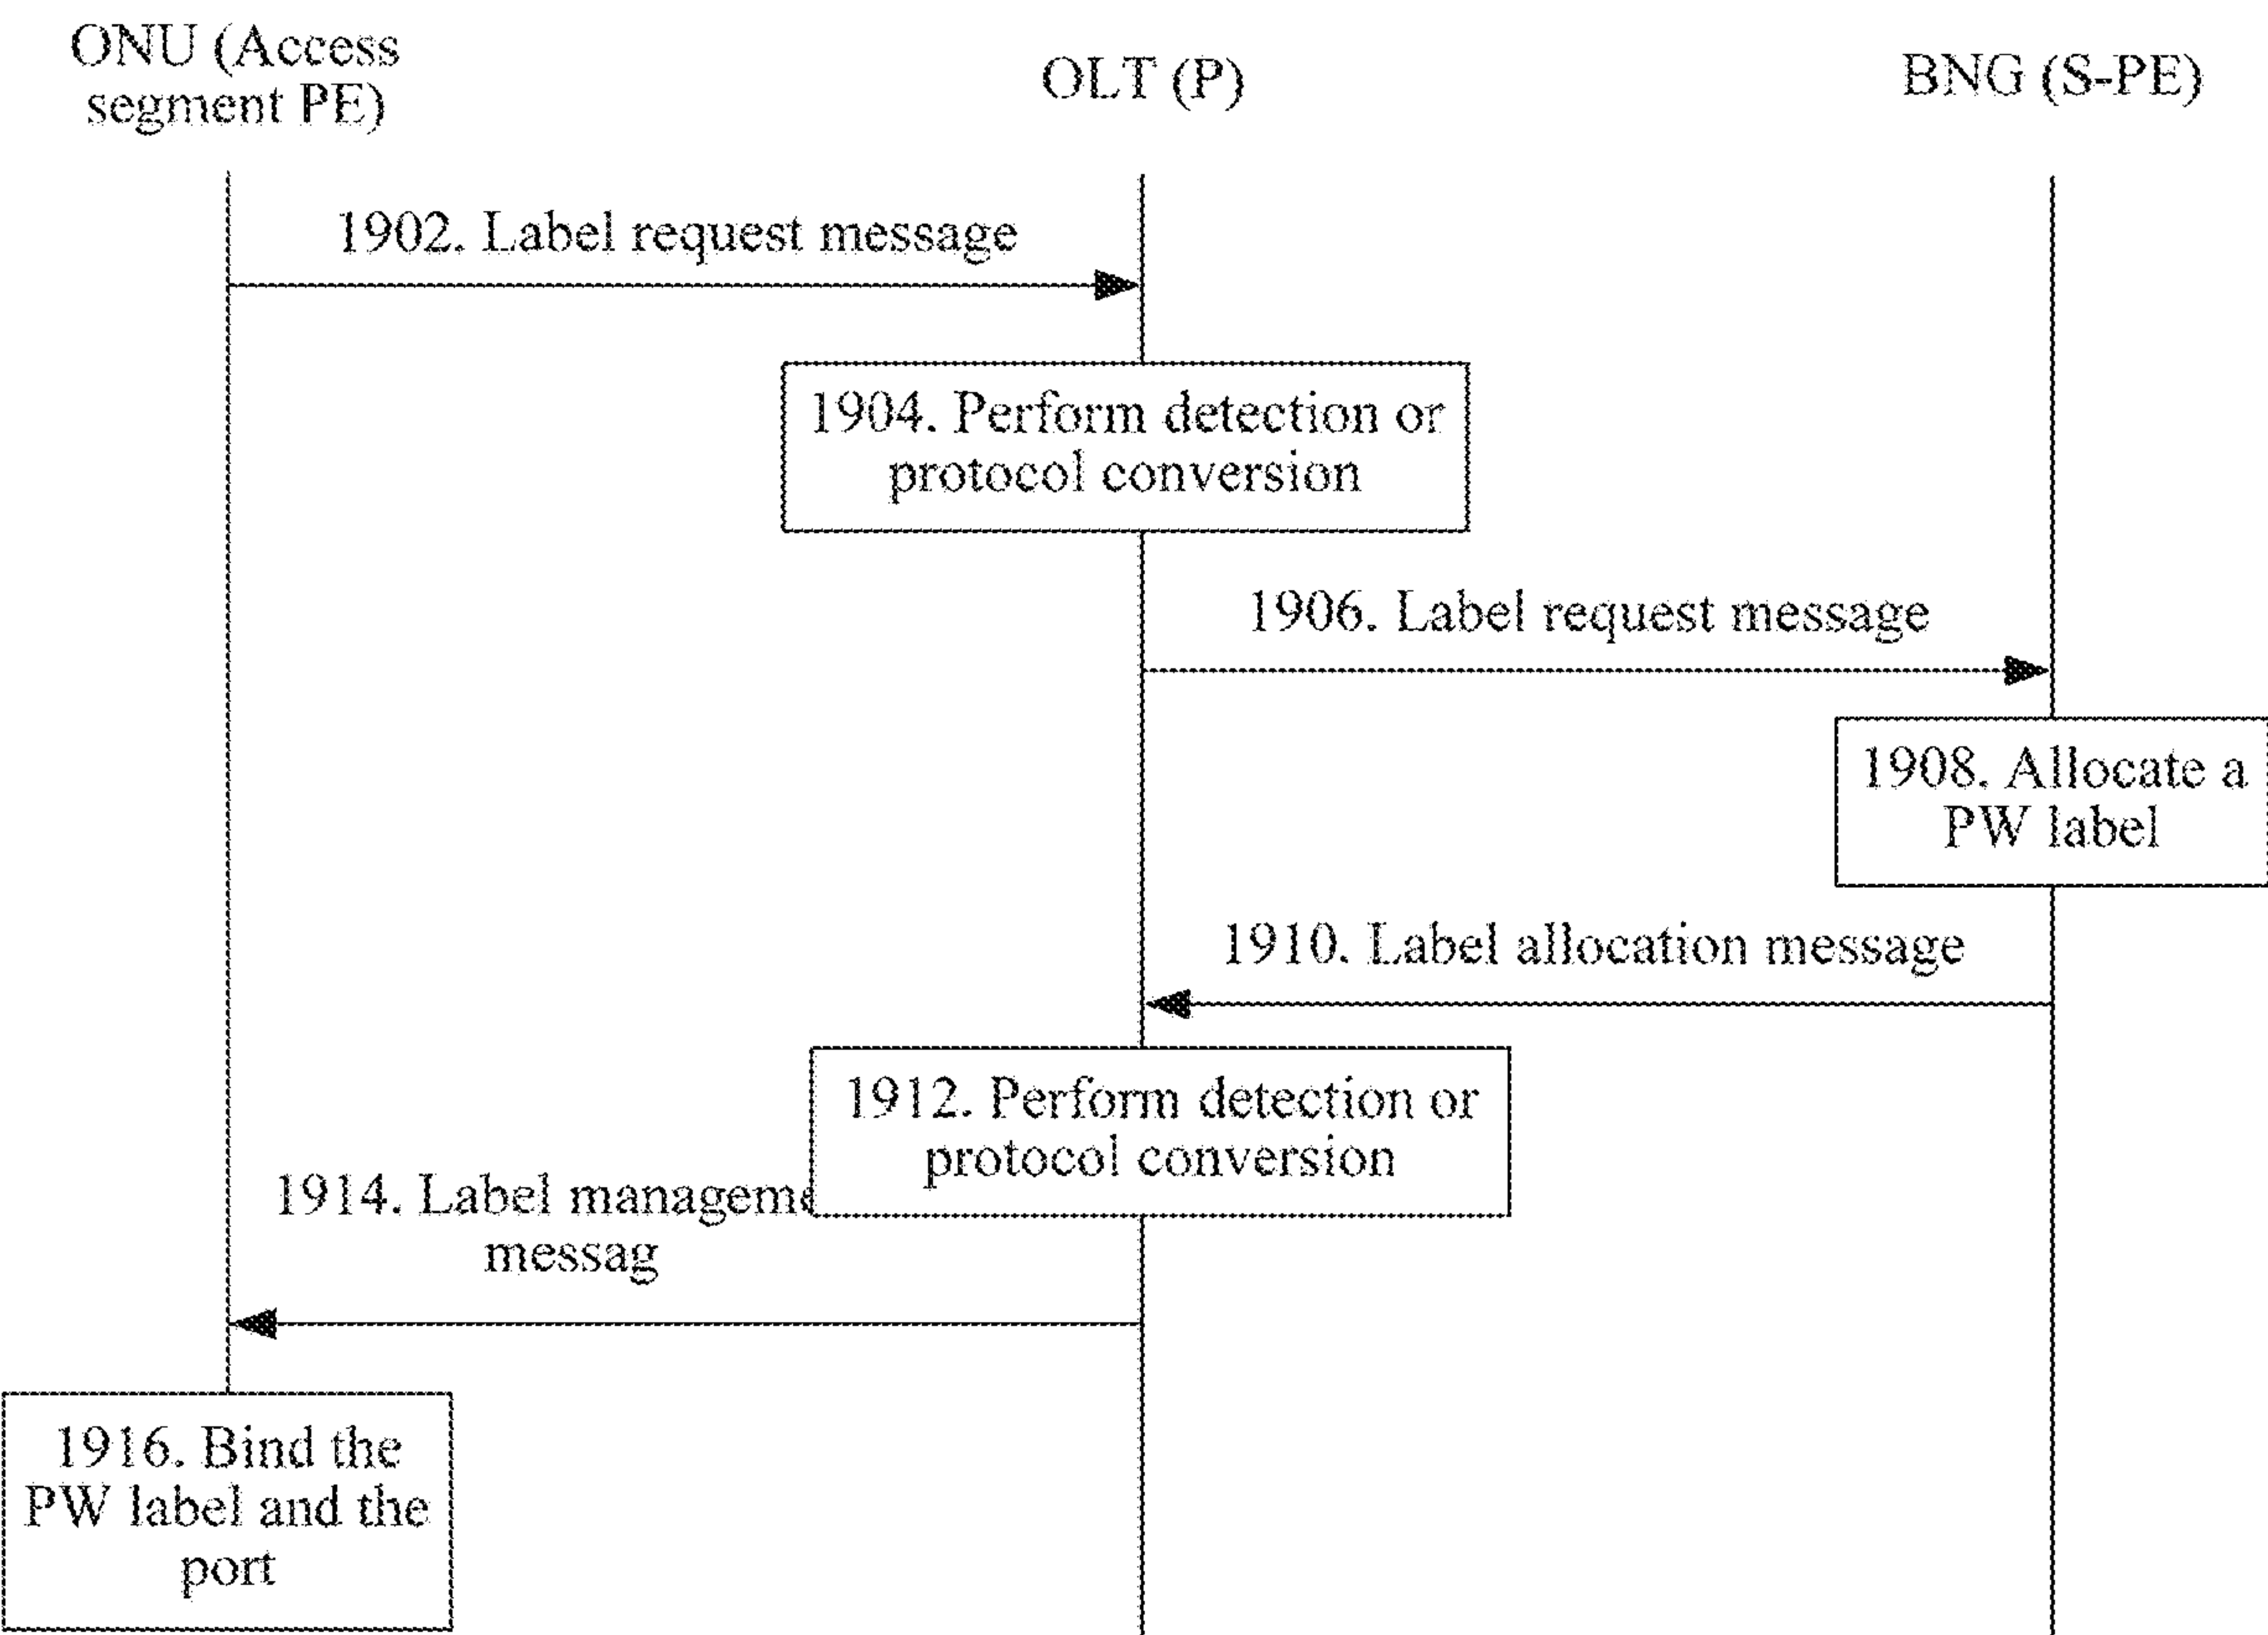 ONU (Access
segment PE)
OLT (P)
BNG (S-PE)
1902. Label request message
1904. Perform detection or
protocol conversion
1906. Label request message
1908. Allocate a
PW label
1910. Label allocation message
1912. Perform detection or
protocol conversion
1914. Label manageme
messag
1916. Bind the
PW label and the
port